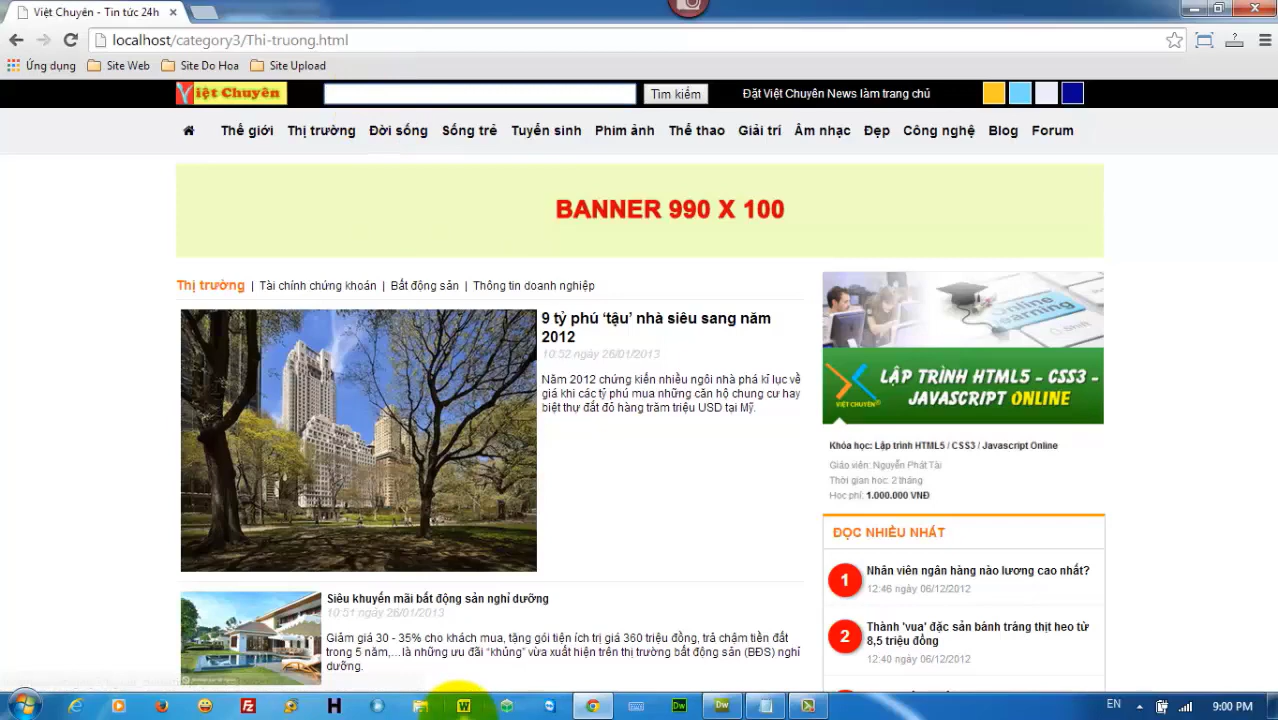 Việt Chuyên - Tin tức 24h
localhost/category3/Thi-truong.html
Ứng dụng Site Web Site Do Hoa Site Upload
Việt Chuyên Tìm kiếm Đặt Việt Chuyên News làm trang chủ
Thế giới Thị trường Đời sống Sống trẻ Tuyển sinh Phim ảnh Thể thao Giải trí Âm nhạc Đẹp Công nghệ Blog Forum
BANNER 990 X 100
Thị trường | Tài chính chứng khoán | Bất động sản | Thông tin doanh nghiệp
9 tỷ phú ‘tậu’ nhà siêu sang năm
2012
10:52 ngày 26/01/2013
Năm 2012 chứng kiến nhiều ngôi nhà phá kỉ lục về
giá khi các tỷ phú mua những căn hộ chung cư hay
biệt thự đắt đỏ hàng trăm triệu USD tại Mỹ.
Siêu khuyến mãi bất động sản nghỉ dưỡng
10:51 ngày 26/01/2013
Giảm giá 30 - 35% cho khách mua, tặng gói tiện ích trị giá 360 triệu đồng, trả chậm tiền đất
trong 5 năm,…là những ưu đãi “khủng” vừa xuất hiện trên thị trường bất động sản (BĐS) nghỉ
dưỡng.
Online
Learning
Shift
VIỆT CHUYÊN
LẬP TRÌNH HTML5 - CSS3 -
JAVASCRIPT ONLINE
Khóa học: Lập trình HTML5 / CSS3 / Javascript Online
Giáo viên: Nguyễn Phát Tài
Thời gian học: 2 tháng
Học phí: 1.000.000 VNĐ
ĐỌC NHIỀU NHẤT
1 Nhân viên ngân hàng nào lương cao nhất?
12:46 ngày 06/12/2012
2 Thành 'vua' đặc sản bánh tráng thịt heo từ
8,5 triệu đồng
12:40 ngày 06/12/2012
EN 9:00 PM